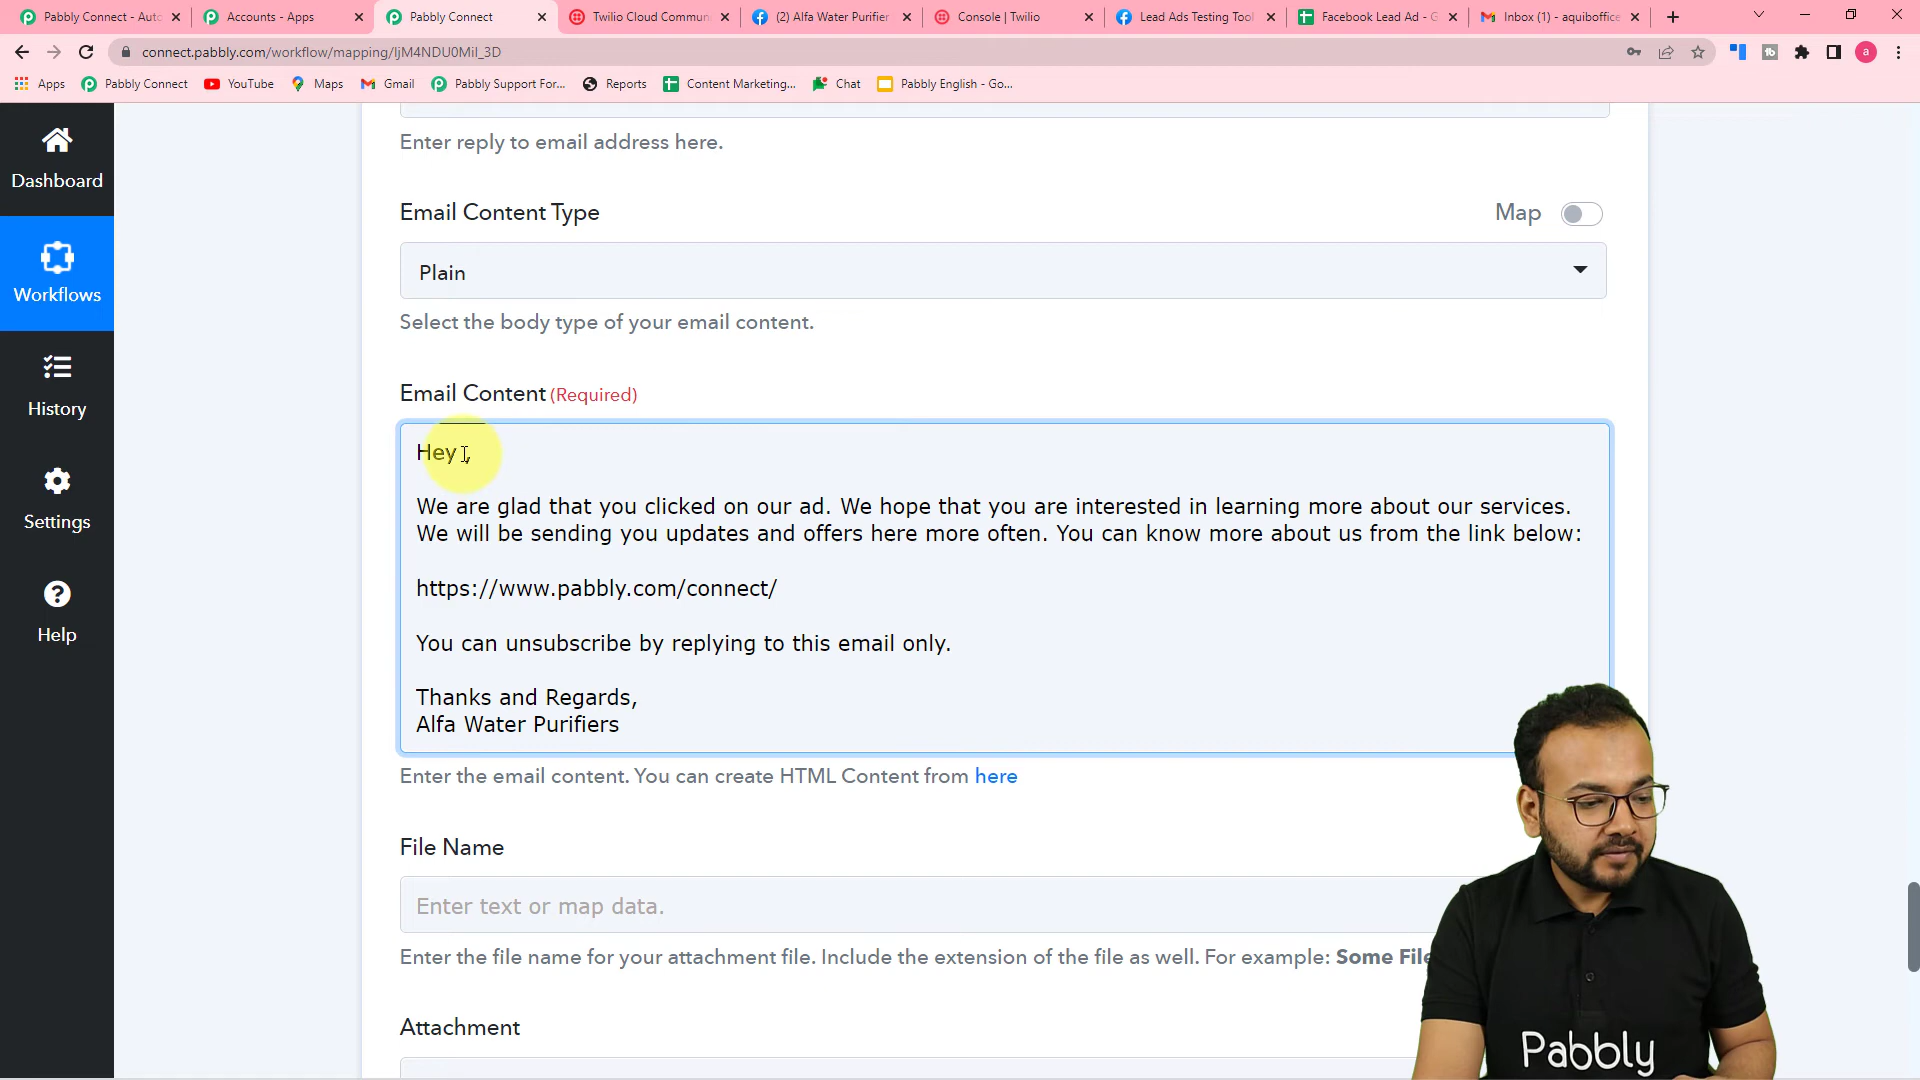 Pabbly Connect - Auto
Accounts - Apps
Pabbly Connect
Twilio Cloud Commun
(2) Alfa Water Purifier
Console | Twilio
Lead Ads Testing Tool
Facebook Lead Ad - G
Inbox (1) - aquiboffice
connect.pabbly.com/workflow/mapping/IjM4NDU0Mil_3D
a
Apps
Pabbly Connect
YouTube
Maps
Gmail
Pabbly Support For...
Reports
Content Marketing...
Chat
Pabbly English - Go...
Dashboard
Workflows
History
Settings
Help
Enter reply to email address here.
Email Content Type
Map
Plain
Select the body type of your email content.
Email Content (Required)
Hey ,
We are glad that you clicked on our ad. We hope that you are interested in learning more about our services.
We will be sending you updates and offers here more often. You can know more about us from the link below:
https://www.pabbly.com/connect/
You can unsubscribe by replying to this email only.
Thanks and Regards,
Alfa Water Purifiers
Enter the email content. You can create HTML Content from here
File Name
Enter text or map data.
Enter the file name for your attachment file. Include the extension of the file as well. For example: Some File
Attachment
Pabbly